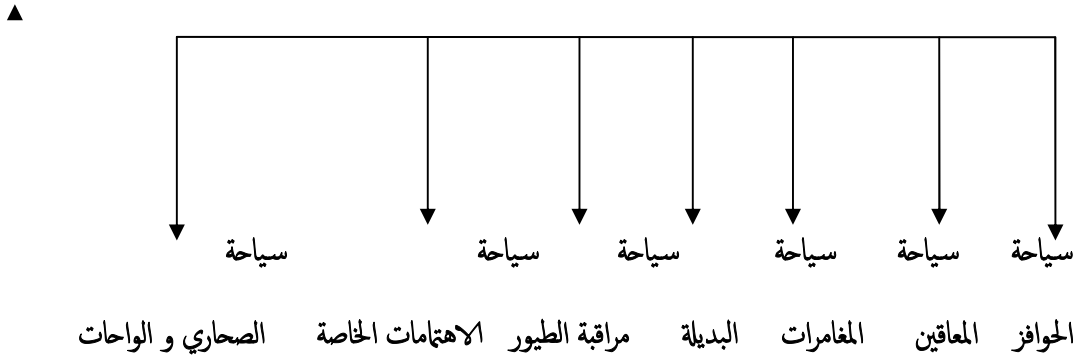 سياحة سياحة سياحة سياحة سياحة سياحة
الحوافز المعاقين المغامرات البديلة مراقبة الطيور الاهتمامات الخاصة الصحاري و الواحات